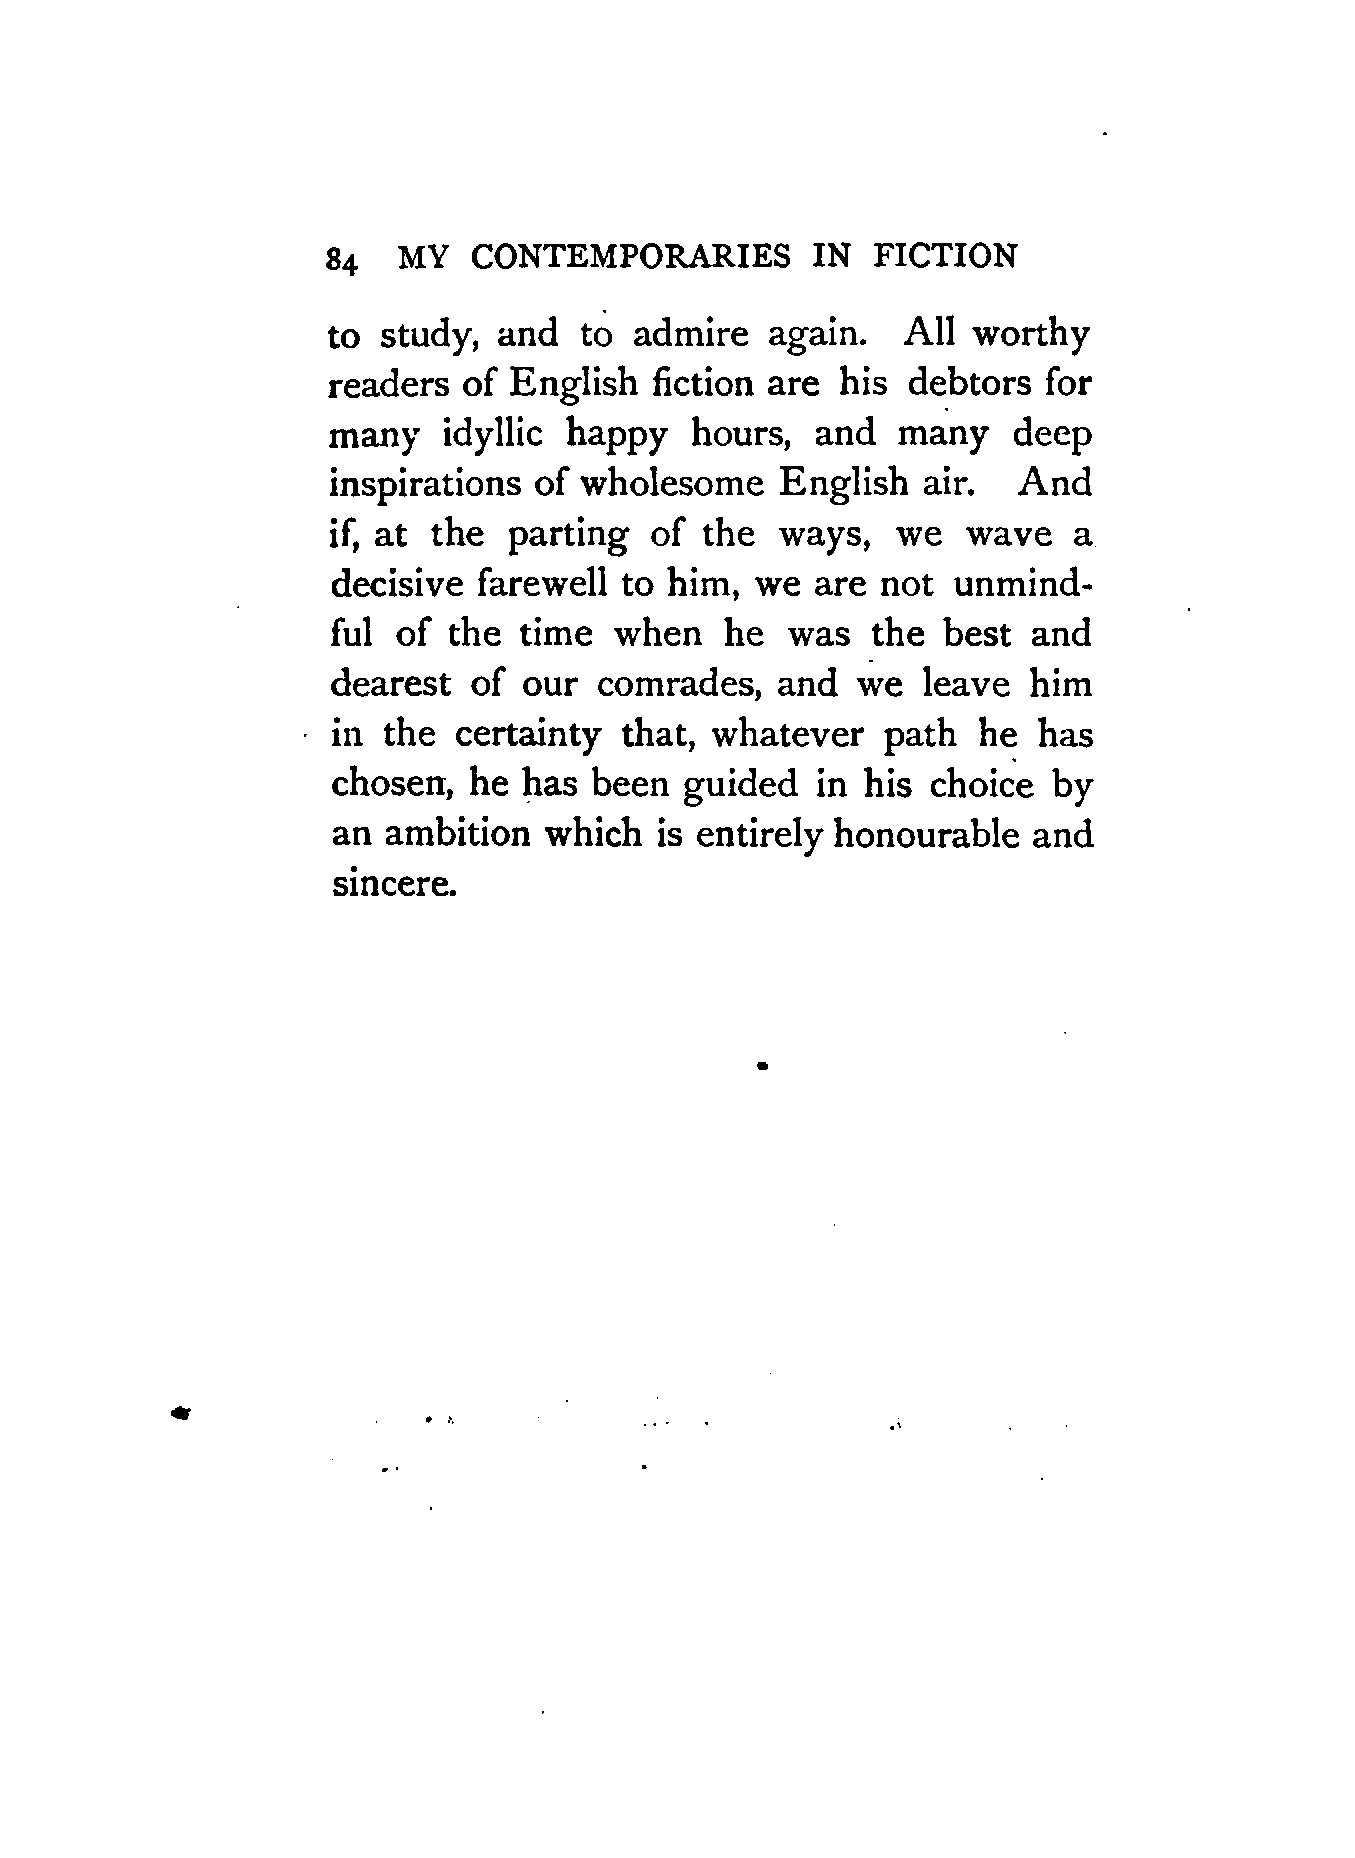 84 MY CONTEMPORARIES IN FICTION
to study, and to admire again. All worthy
readers of English fiction are his debtors for
many idyllic happy hours, and many deep
inspirations of wholesome English air. And
if, at the parting of the ways, we wave a
decisive farewell to him, we are not unmind-
ful of the time when he was the best and
dearest of our comrades, and we leave him
in the certainty that, whatever path he has
chosen, he has been guided in his choice by
an ambition which is entirely honourable and
sincere.